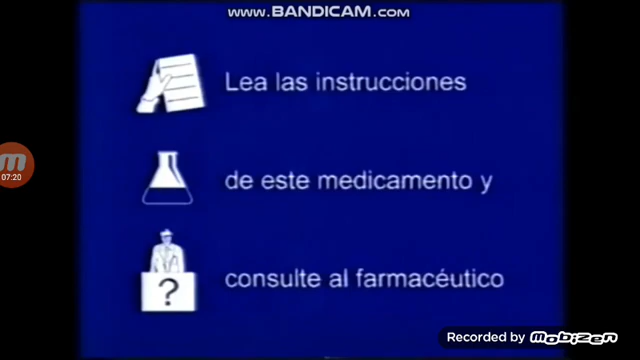 www.BANDICAM.com
Lea las instrucciones
07:20
de este medicamento y
?
consulte al farmacéutico
Recorded by mobizen